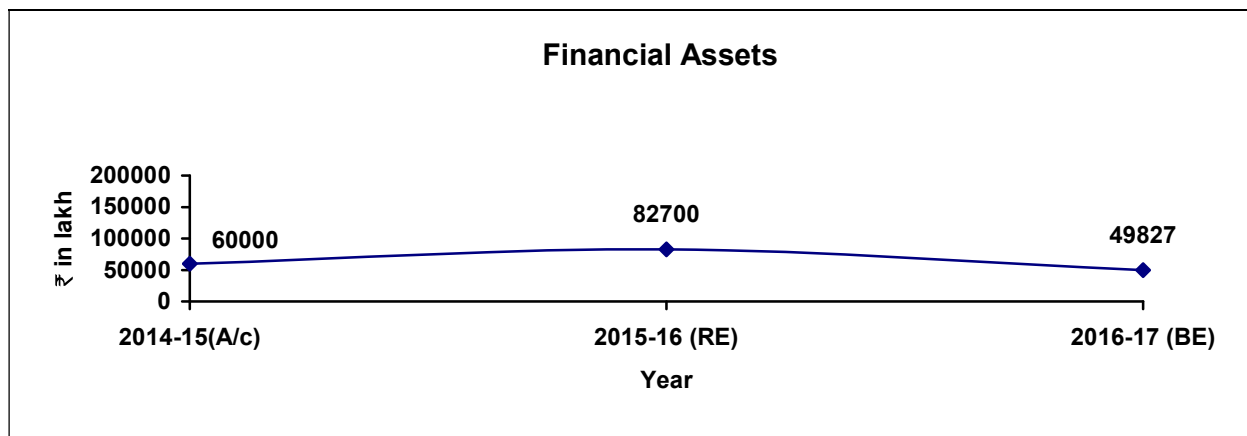 Financial Assets
200000
150000
100000
50000
0
₹ in lakh
60000
82700
49827
2014-15(A/c)
2015-16 (RE)
2016-17 (BE)
Year